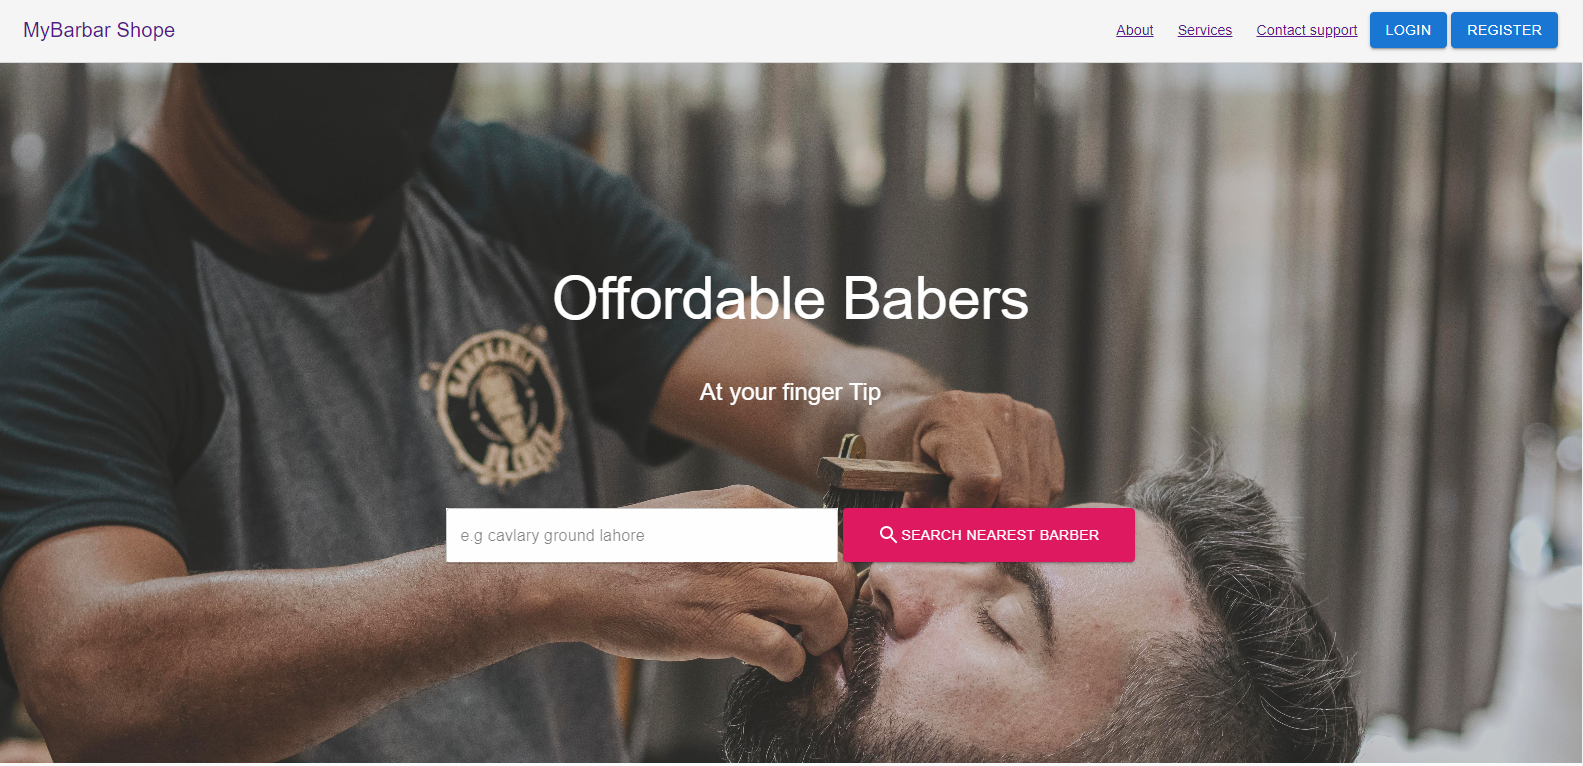 MyBarbar Shope
About Services Contact support LOGIN REGISTER
Offordable Babers
At your finger Tip
e.g cavlary ground lahore
SEARCH NEAREST BARBER